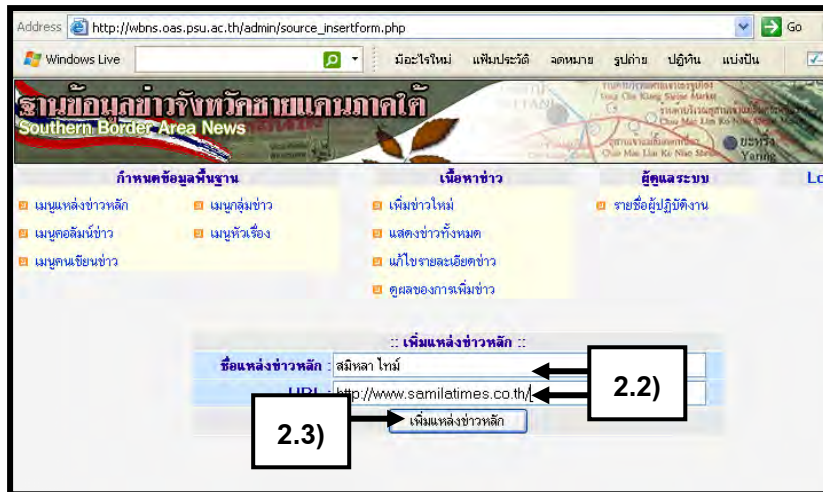 Address http://wbns.oas.psu.ac.th/admin/source_insertform.php Go
Windows Live มีอะไรใหม่ แฟ้มประวัติ จดหมาย รูปถ่าย ปฏิทิน แบ่งปัน
ฐานข้อมูลข่าวจังหวัดชายแดนภาคใต้
Southern Border Area News
ยะหริ่ง
Yaring
กำหนดข้อมูลพื้นฐาน เนื้อหาข่าว ผู้ดูแลระบบ Lo
เมนูแหล่งข่าวหลัก เมนูกลุ่มข่าว เพิ่มข่าวใหม่ รายชื่อผู้ปฏิบัติงาน
เมนูคอลัมน์ข่าว เมนูหัวเรื่อง แสดงข่าวทั้งหมด
เมนูคนเขียนข่าว แก้ไขรายละเอียดข่าว
ดูผลของการเพิ่มข่าว
:: เพิ่มแหล่งข่าวหลัก ::
ชื่อแหล่งข่าวหลัก : สมิหลา ไทม์
URL : http://www.samilatimes.co.th/
2.2)
เพิ่มแหล่งข่าวหลัก
2.3)